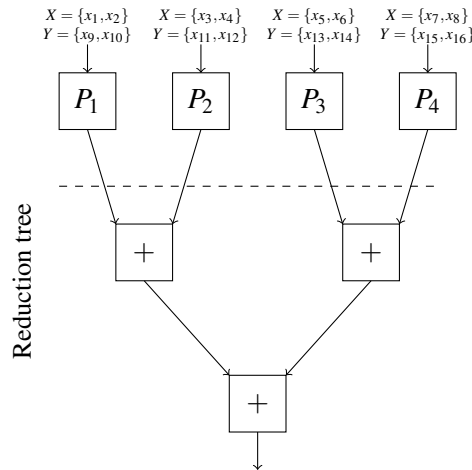 X = {x₁,x₂} X = {x₃,x₄} X = {x₅,x₆} X = {x₇,x₈}
Y = {x₉,x₁₀} Y = {x₁₁,x₁₂} Y = {x₁₃,x₁₄} Y = {x₁₅,x₁₆}
P₁ P₂ P₃ P₄
Reduction tree
+ +
+